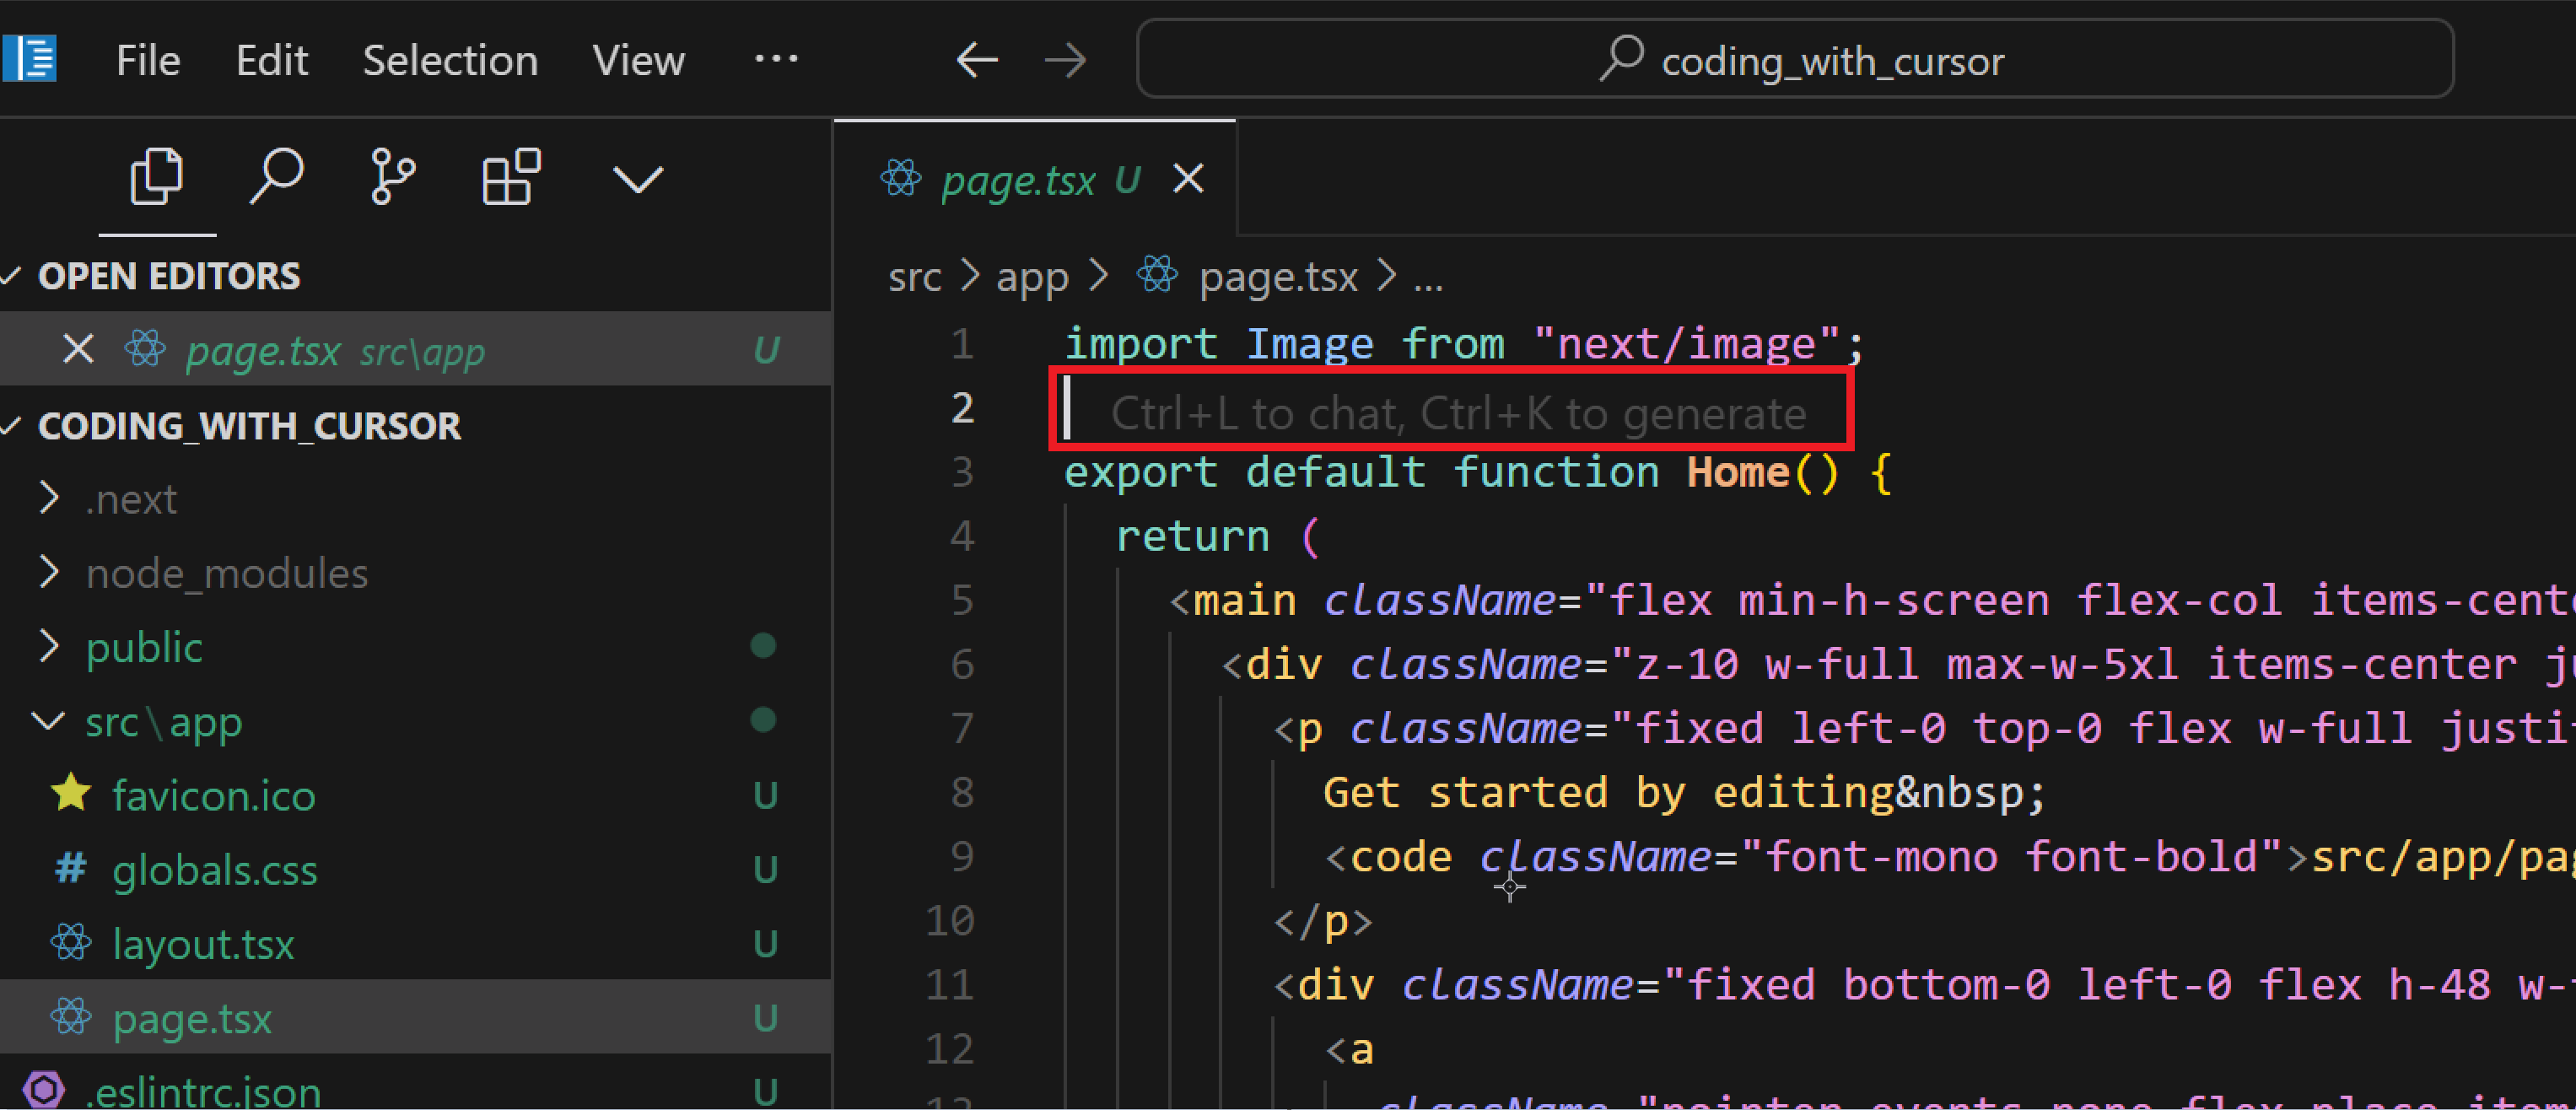 File Edit Selection View ...
coding_with_cursor
OPEN EDITORS
page.tsx src\app U
CODING_WITH_CURSOR
.next
node_modules
public
src\app
favicon.ico U
globals.css U
layout.tsx U
page.tsx U
.eslintrc.json U
page.tsx U
src > app > page.tsx > ...
1 import Image from "next/image";
2 Ctrl+L to chat, Ctrl+K to generate
3 export default function Home() {
4 return (
5 <main className="flex min-h-screen flex-col items-cent
6 <div className="z-10 w-full max-w-5xl items-center ju
7 <p className="fixed left-0 top-0 flex w-full justi
8 Get started by editing&nbsp;
9 <code className="font-mono font-bold">src/app/pag
10 </p>
11 <div className="fixed bottom-0 left-0 flex h-48 w-
12 <a